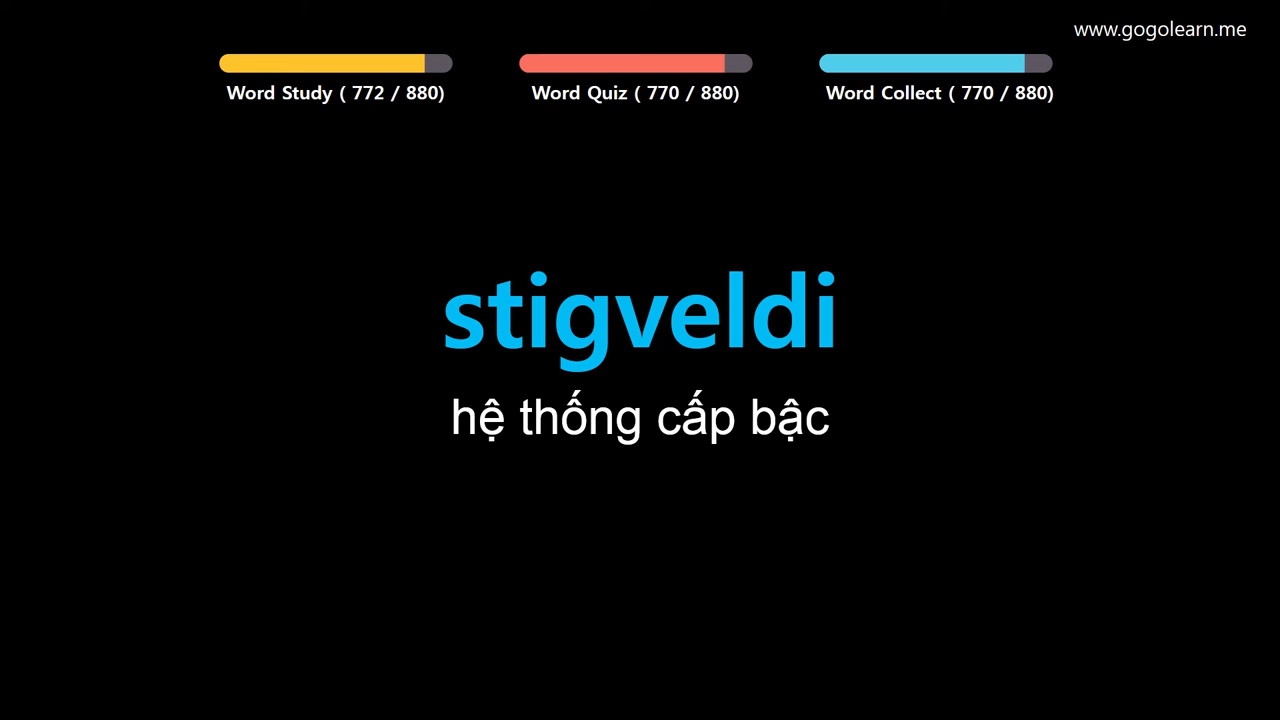 www.gogolearn.me
Word Study ( 772 / 880)
Word Quiz ( 770 / 880)
Word Collect ( 770 / 880)
stigveldi
hệ thống cấp bậc